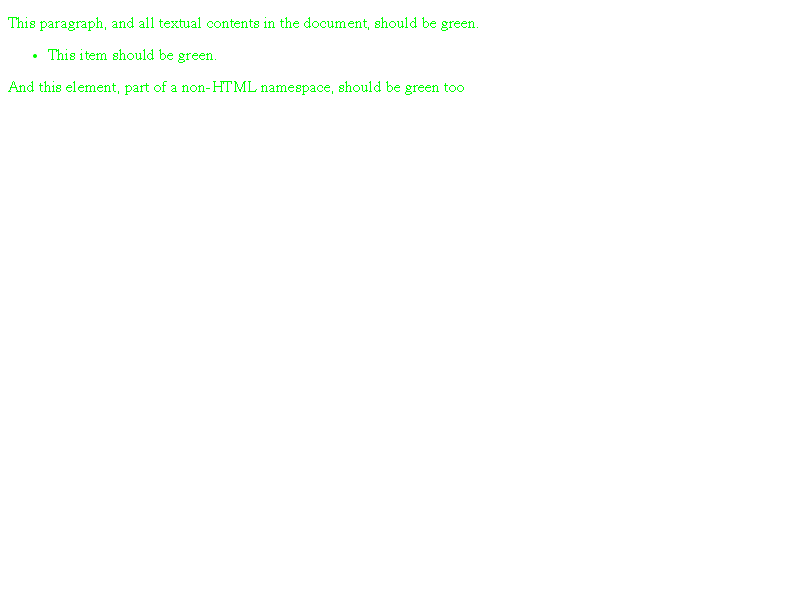 This paragraph, and all textual contents in the document, should be green.
• This item should be green.
And this element, part of a non-HTML namespace, should be green too